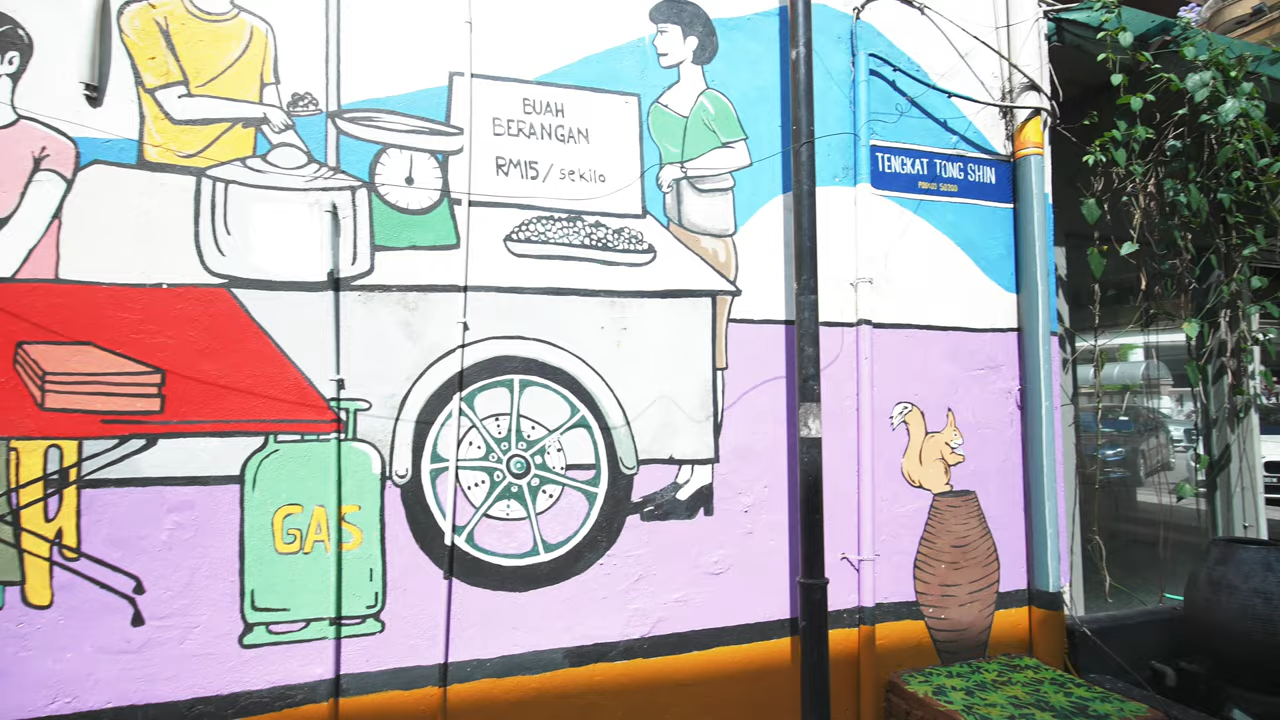 BUAH
BERANGAN
RM15/sekilo
TENGKAT TONG SHIN
GAS